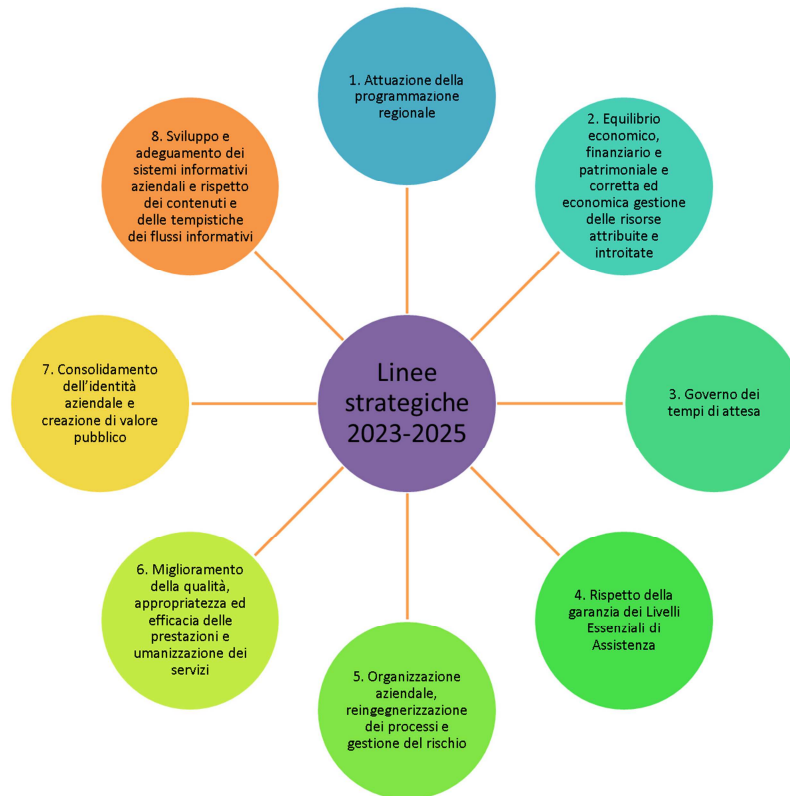 Linee
strategiche
2023-2025
1. Attuazione della
programmazione
regionale
2. Equilibrio
economico,
finanziario e
patrimoniale e
corretta ed
economica gestione
delle risorse
attribuite e
introitate
3. Governo dei
tempi di attesa
4. Rispetto della
garanzia dei Livelli
Essenziali di
Assistenza
5. Organizzazione
aziendale,
reingegnerizzazione
dei processi e
gestione del rischio
6. Miglioramento
della qualità,
appropriatezza ed
efficacia delle
prestazioni e
umanizzazione dei
servizi
7. Consolidamento
dell'identità
aziendale e
creazione di valore
pubblico
8. Sviluppo e
adeguamento dei
sistemi informativi
aziendali e rispetto
dei contenuti e
delle tempistiche
dei flussi informativi